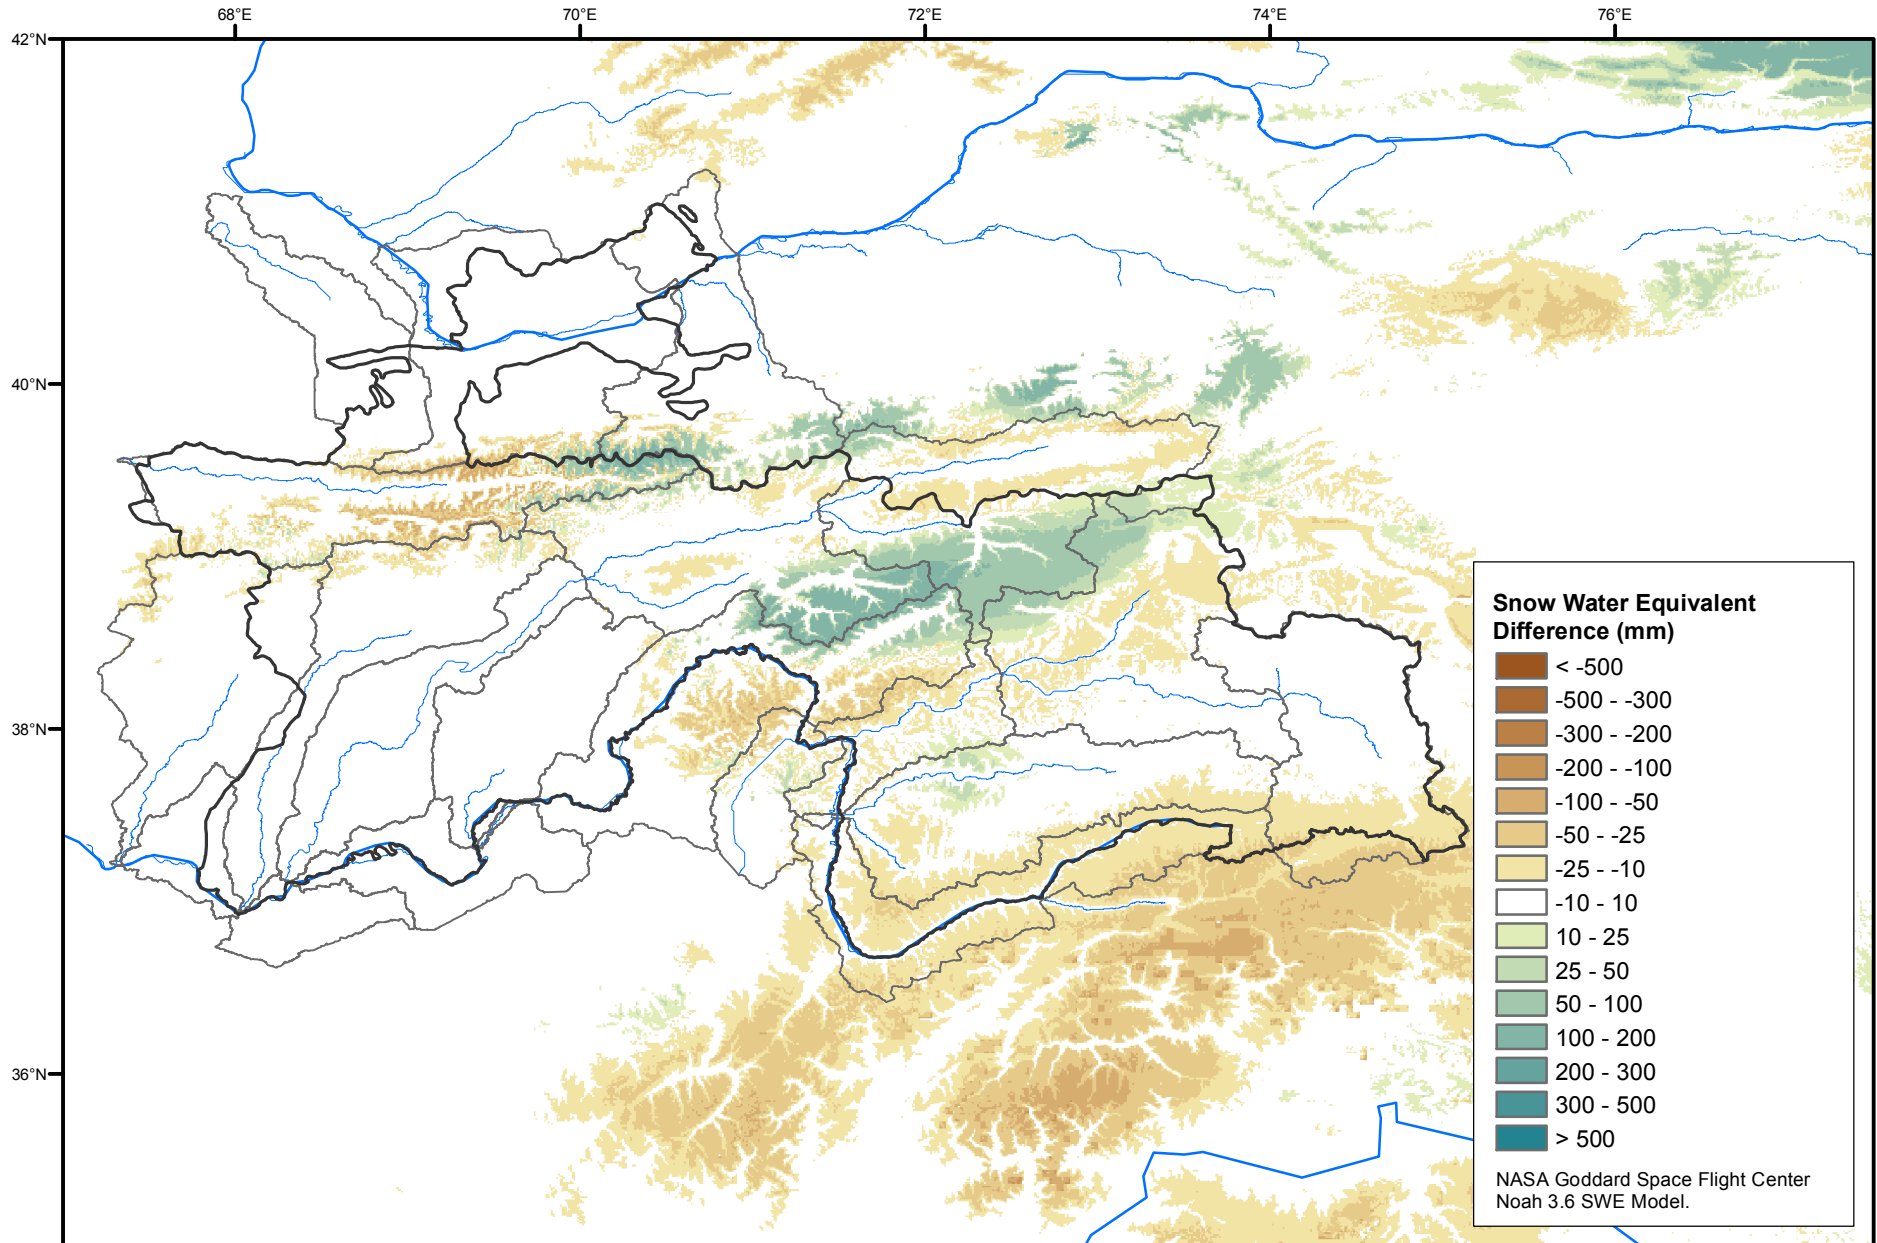 68°E 70°E 72°E 74°E 76°E
42°N
40°N
38°N
36°N
Snow Water Equivalent
Difference (mm)
< -500
-500 - -300
-300 - -200
-200 - -100
-100 - -50
-50 - -25
-25 - -10
-10 - 10
10 - 25
25 - 50
50 - 100
100 - 200
200 - 300
300 - 500
> 500
NASA Goddard Space Flight Center
Noah 3.6 SWE Model.